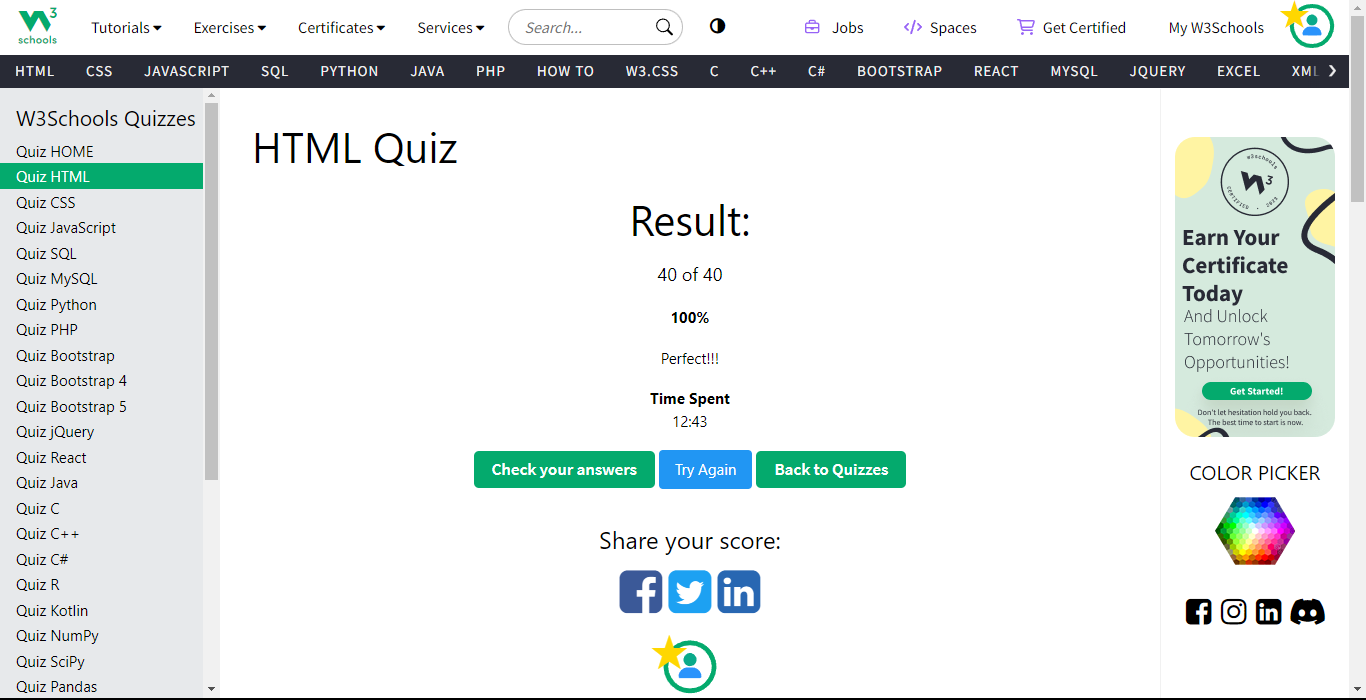 3
schools
Tutorials
Exercises
Certificates
Services
Search...
Jobs
Spaces
Get Certified
My W3Schools
HTML
CSS
JAVASCRIPT
SQL
PYTHON
JAVA
PHP
HOW TO
W3.CSS
C
C++
C#
BOOTSTRAP
REACT
MYSQL
JQUERY
EXCEL
XML
W3Schools Quizzes
Quiz HOME
Quiz HTML
Quiz CSS
Quiz JavaScript
Quiz SQL
Quiz MySQL
Quiz Python
Quiz PHP
Quiz Bootstrap
Quiz Bootstrap 4
Quiz Bootstrap 5
Quiz jQuery
Quiz React
Quiz Java
Quiz C
Quiz C++
Quiz C#
Quiz R
Quiz Kotlin
Quiz NumPy
Quiz SciPy
Quiz Pandas
HTML Quiz
Result:
40 of 40
100%
Perfect!!!
Time Spent
12:43
Check your answers
Try Again
Back to Quizzes
Share your score:
w3schools
3
CERTIFIED
Earn Your
Certificate
Today
And Unlock
Tomorrow's
Opportunities!
Get Started!
Don't let hesitation hold you back.
The best time to start is now.
COLOR PICKER